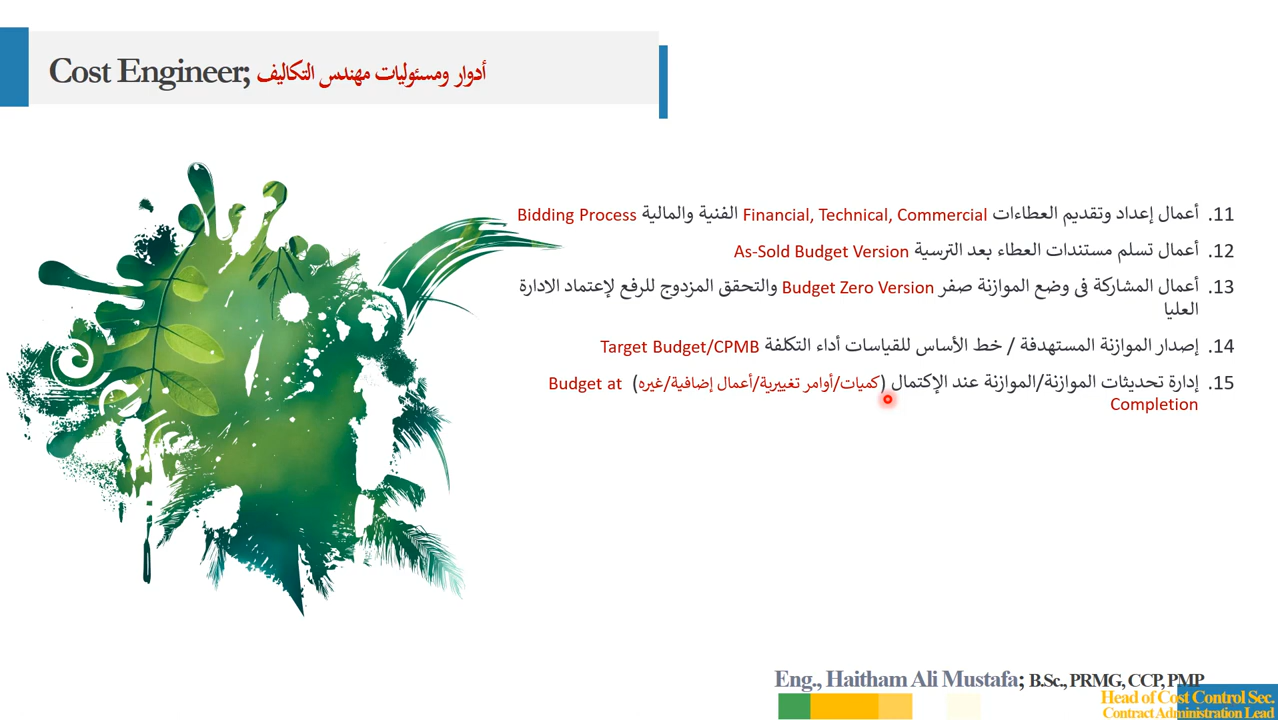 Cost Engineer; أدوار ومسئوليات مهندس التكاليف
11. أعمال إعداد وتقديم العطاءات Financial, Technical, Commercial الفنية والمالية Bidding Process
12. أعمال تسلم مستندات العطاء بعد الترسية As-Sold Budget Version
13. أعمال المشاركة فى وضع الموازنة صفر Budget Zero Version والتحقق المزدوج للرفع لإعتماد الادارة
العليا
14. إصدار الموازنة المستهدفة / خط الأساس للقياسات أداء التكلفة Target Budget/CPMB
15. إدارة تحديثات الموازنة/الموازنة عند الإكتمال (كميات/أوامر تغييرية/أعمال إضافية/غيره) Budget at
Completion
Eng., Haitham Ali Mustafa; B.Sc., PRMG, CCP, PMP
Head of Cost Control Sec.
Contract Administration Lead